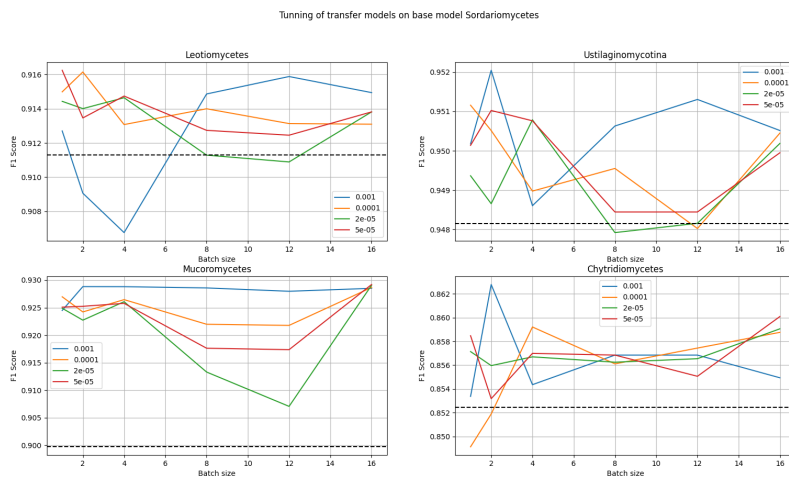 Tunning of transfer models on base model Sordariomycetes
Leotiomycetes
F1 Score
0.916
0.914
0.912
0.910
0.908
2 4 6 8 10 12 14 16
Batch size
0.001
0.0001
2e-05
5e-05
Ustilaginomycotina
F1 Score
0.952
0.951
0.950
0.949
0.948
2 4 6 8 10 12 14 16
Batch size
0.001
0.0001
2e-05
5e-05
Mucoromycetes
F1 Score
0.930
0.925
0.920
0.915
0.910
0.905
0.900
2 4 6 8 10 12 14 16
Batch size
0.001
0.0001
2e-05
5e-05
Chytridiomycetes
F1 Score
0.862
0.860
0.858
0.856
0.854
0.852
0.850
2 4 6 8 10 12 14 16
Batch size
0.001
0.0001
2e-05
5e-05